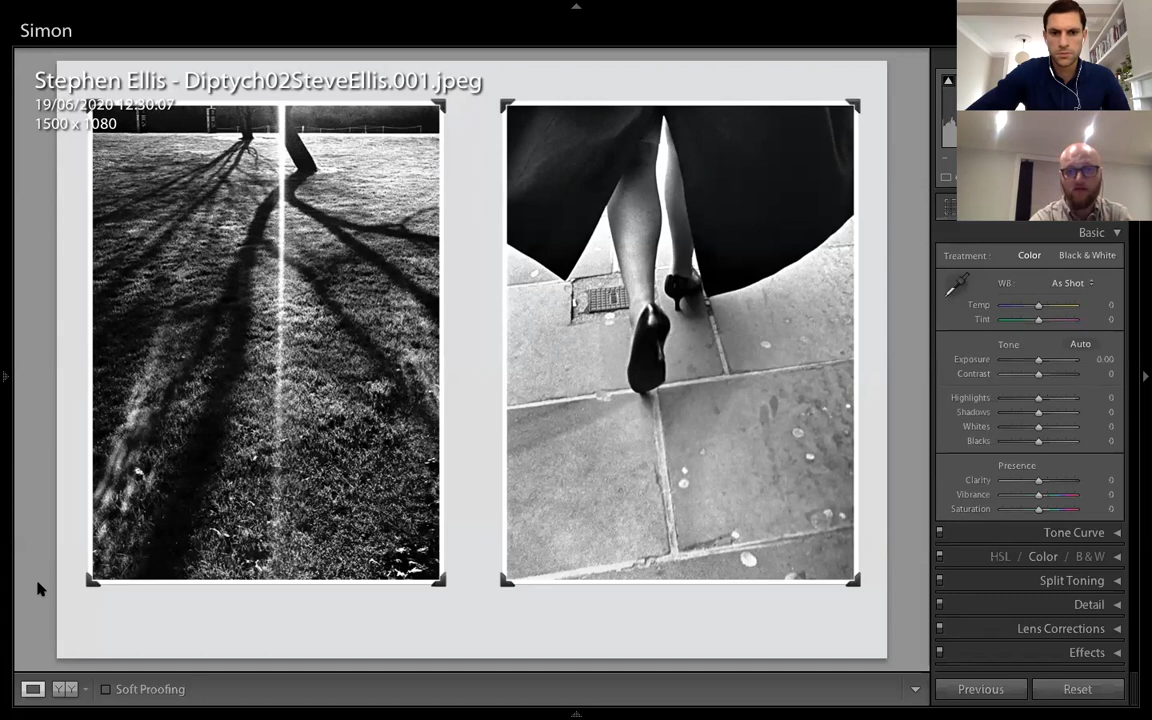 Simon
Stephen Ellis - Diptych02SteveEllis.001.jpeg
19/06/2020 12:30:07
1500 x 1080
Basic
Treatment : Color Black & White
WB : As Shot
Temp 0
Tint 0
Tone Auto
Exposure 0.00
Contrast 0
Highlights 0
Shadows 0
Whites 0
Blacks 0
Presence
Clarity 0
Vibrance 0
Saturation 0
Tone Curve
HSL / Color / B & W
Split Toning
Detail
Lens Corrections
Effects
Soft Proofing
Previous Reset